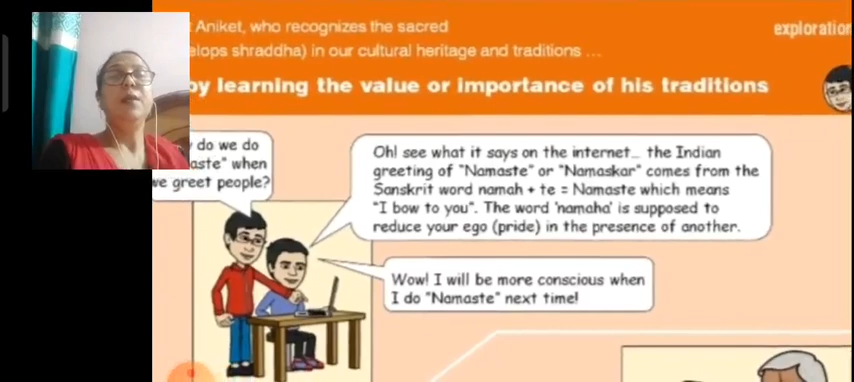 t Aniket, who recognizes the sacred
exploration
elops shraddha) in our cultural heritage and traditions ...
by learning the value or importance of his traditions
do we do
aste" when
we greet people?
Oh! see what it says on the internet... the Indian
greeting of "Namaste" or "Namaskar" comes from the
Sanskrit word namah + te = Namaste which means
"I bow to you". The word 'namaha' is supposed to
reduce your ego (pride) in the presence of another.
Wow! I will be more conscious when
I do "Namaste" next time!